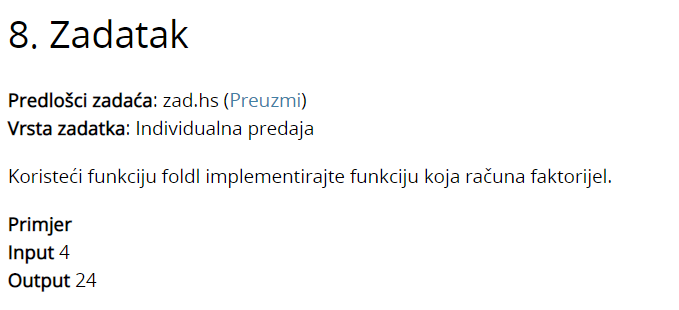 8. Zadatak
Predlošci zadaća: zad.hs (Preuzmi)
Vrsta zadatka: Individualna predaja
Koristeći funkciju foldl implementirajte funkciju koja računa faktorijel.
Primjer
Input 4
Output 24